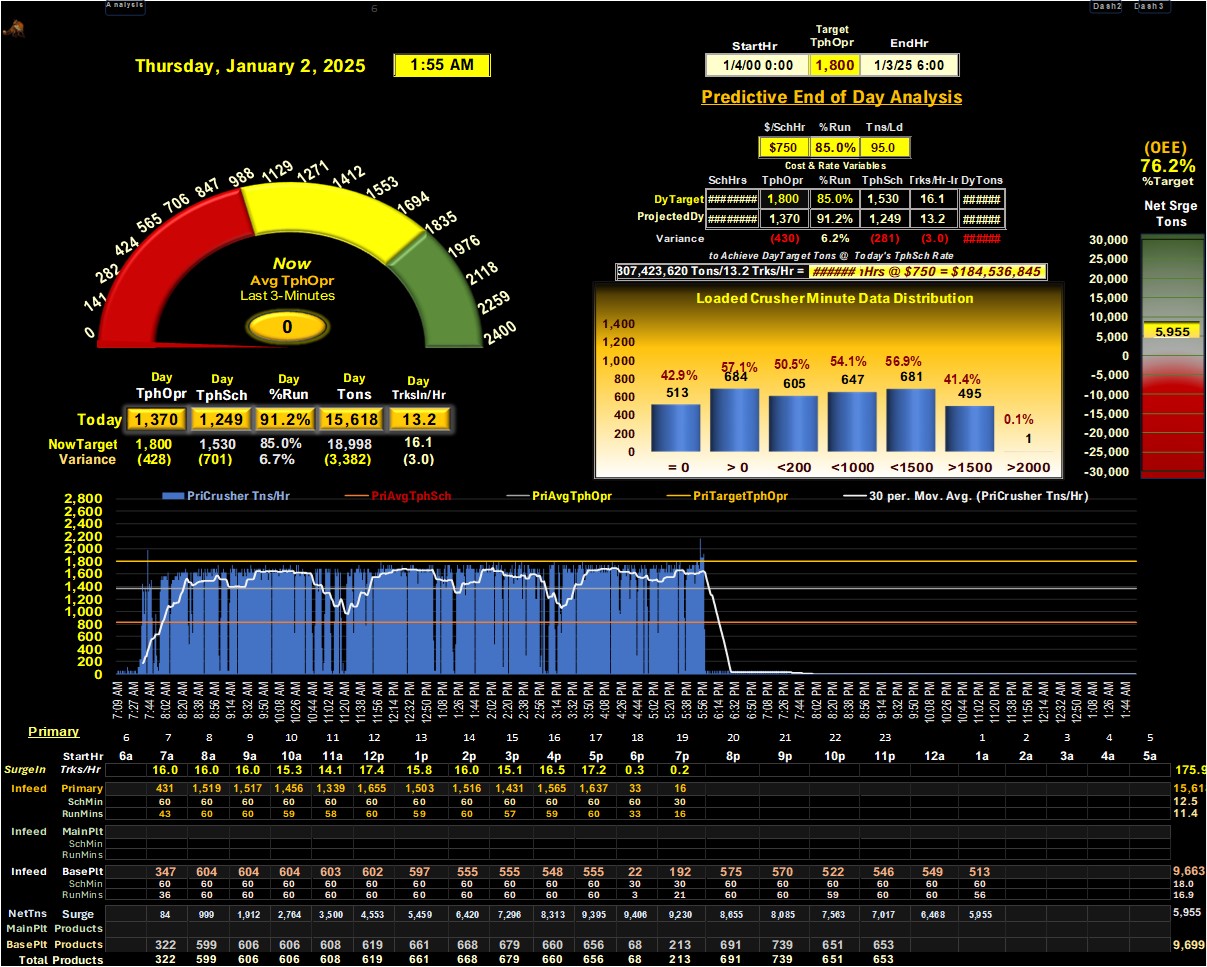 Analysis 6 Dash2 Dash3
Target
StartHr TphOpr EndHr
1/4/00 0:00 1,800 1/3/25 6:00
Thursday, January 2, 2025 1:55 AM
Predictive End of Day Analysis
$/SchHr %Run Tns/Ld
$750 85.0% 95.0
Cost & Rate Variables
SchHrs TphOpr %Run TphSch Trks/Hr-Ir DyTons
DyTarget ######## 1,800 85.0% 1,530 16.1 ######
ProjectedDy ######## 1,370 91.2% 1,249 13.2 ######
Variance (430) 6.2% (281) (3.0) ######
to Achieve DayTarget Tons @ Today's TphSch Rate
307,423,620 Tons/13.2 Trks/Hr = ###### ıHrs @ $750 = $184,536,845
(OEE)
76.2%
%Target
Net Srge
Tons
30,000
25,000
20,000
15,000
10,000
5,955
5,000
0
-5,000
-10,000
-15,000
-20,000
-25,000
-30,000
0 141 282 424 565 706 847 988 1129 1271 1412 1553 1694 1835 1976 2118 2259 2400
Now
Avg TphOpr
Last 3-Minutes
0
Day Day Day Day Day
TphOpr TphSch %Run Tons TrksIn/Hr
Today 1,370 1,249 91.2% 15,618 13.2
NowTarget 1,800 1,530 85.0% 18,998 16.1
Variance (428) (701) 6.7% (3,382) (3.0)
Loaded Crusher Minute Data Distribution
1,400
1,200
1,000
800
600
400
200
0
42.9% 57.1% 50.5% 54.1% 56.9% 41.4% 0.1%
513 684 605 647 681 495 1
= 0 > 0 <200 <1000 <1500 >1500 >2000
PriCrusher Tns/Hr PriAvgTphSch PriAvgTphOpr PriTargetTphOpr 30 per. Mov. Avg. (PriCrusher Tns/Hr)
2,800
2,600
2,400
2,200
2,000
1,800
1,600
1,400
1,200
1,000
800
600
400
200
0
7:09 AM 7:27 AM 7:44 AM 8:02 AM 8:20 AM 8:38 AM 8:56 AM 9:14 AM 9:32 AM 9:50 AM 10:08 AM 10:26 AM 10:44 AM 11:02 AM 11:20 AM 11:38 AM 11:56 AM 12:14 PM 12:32 PM 12:50 PM 1:08 PM 1:26 PM 1:44 PM 2:02 PM 2:20 PM 2:38 PM 2:56 PM 3:14 PM 3:32 PM 3:50 PM 4:08 PM 4:26 PM 4:44 PM 5:02 PM 5:20 PM 5:38 PM 5:56 PM 6:14 PM 6:32 PM 6:50 PM 7:08 PM 7:26 PM 7:44 PM 8:02 PM 8:20 PM 8:38 PM 8:56 PM 9:14 PM 9:32 PM 9:50 PM 10:08 PM 10:26 PM 10:44 PM 11:02 PM 11:20 PM 11:38 PM 11:56 PM 12:14 AM 12:32 AM 12:50 AM 1:08 AM 1:26 AM 1:44 AM
Primary 6 7 8 9 10 11 12 13 14 15 16 17 18 19 20 21 22 23 1 2 3 4 5
StartHr 6a 7a 8a 9a 10a 11a 12p 1p 2p 3p 4p 5p 6p 7p 8p 9p 10p 11p 12a 1a 2a 3a 4a 5a
SurgeIn Trks/Hr 16.0 16.0 16.0 15.3 14.1 17.4 15.8 16.0 15.1 16.5 17.2 0.3 0.2 175.9
Infeed Primary 431 1,519 1,517 1,456 1,339 1,655 1,503 1,516 1,431 1,565 1,637 33 16 15,618
SchMin 60 60 60 60 60 60 60 60 60 60 60 60 30 12.5
RunMins 43 60 60 59 58 60 59 60 57 59 60 33 16 11.4
Infeed MainPlt
SchMin
RunMins
Infeed BasePlt 347 604 604 604 603 602 597 555 555 548 555 22 192 575 570 522 546 549 513 9,663
SchMin 60 60 60 60 60 60 60 60 60 60 60 30 30 60 60 60 60 60 60 18.0
RunMins 36 60 60 60 60 60 60 60 60 60 60 3 21 60 60 59 60 60 56 16.9
NetTns Surge 84 999 1,912 2,764 3,500 4,553 5,459 6,420 7,296 8,313 9,395 9,406 9,230 8,655 8,085 7,563 7,017 6,468 5,955 5,955
MainPlt Products
BasePlt Products 322 599 606 606 608 619 661 668 679 660 656 68 213 691 739 651 653 9,699
Total Products 322 599 606 606 608 619 661 668 679 660 656 68 213 691 739 651 653